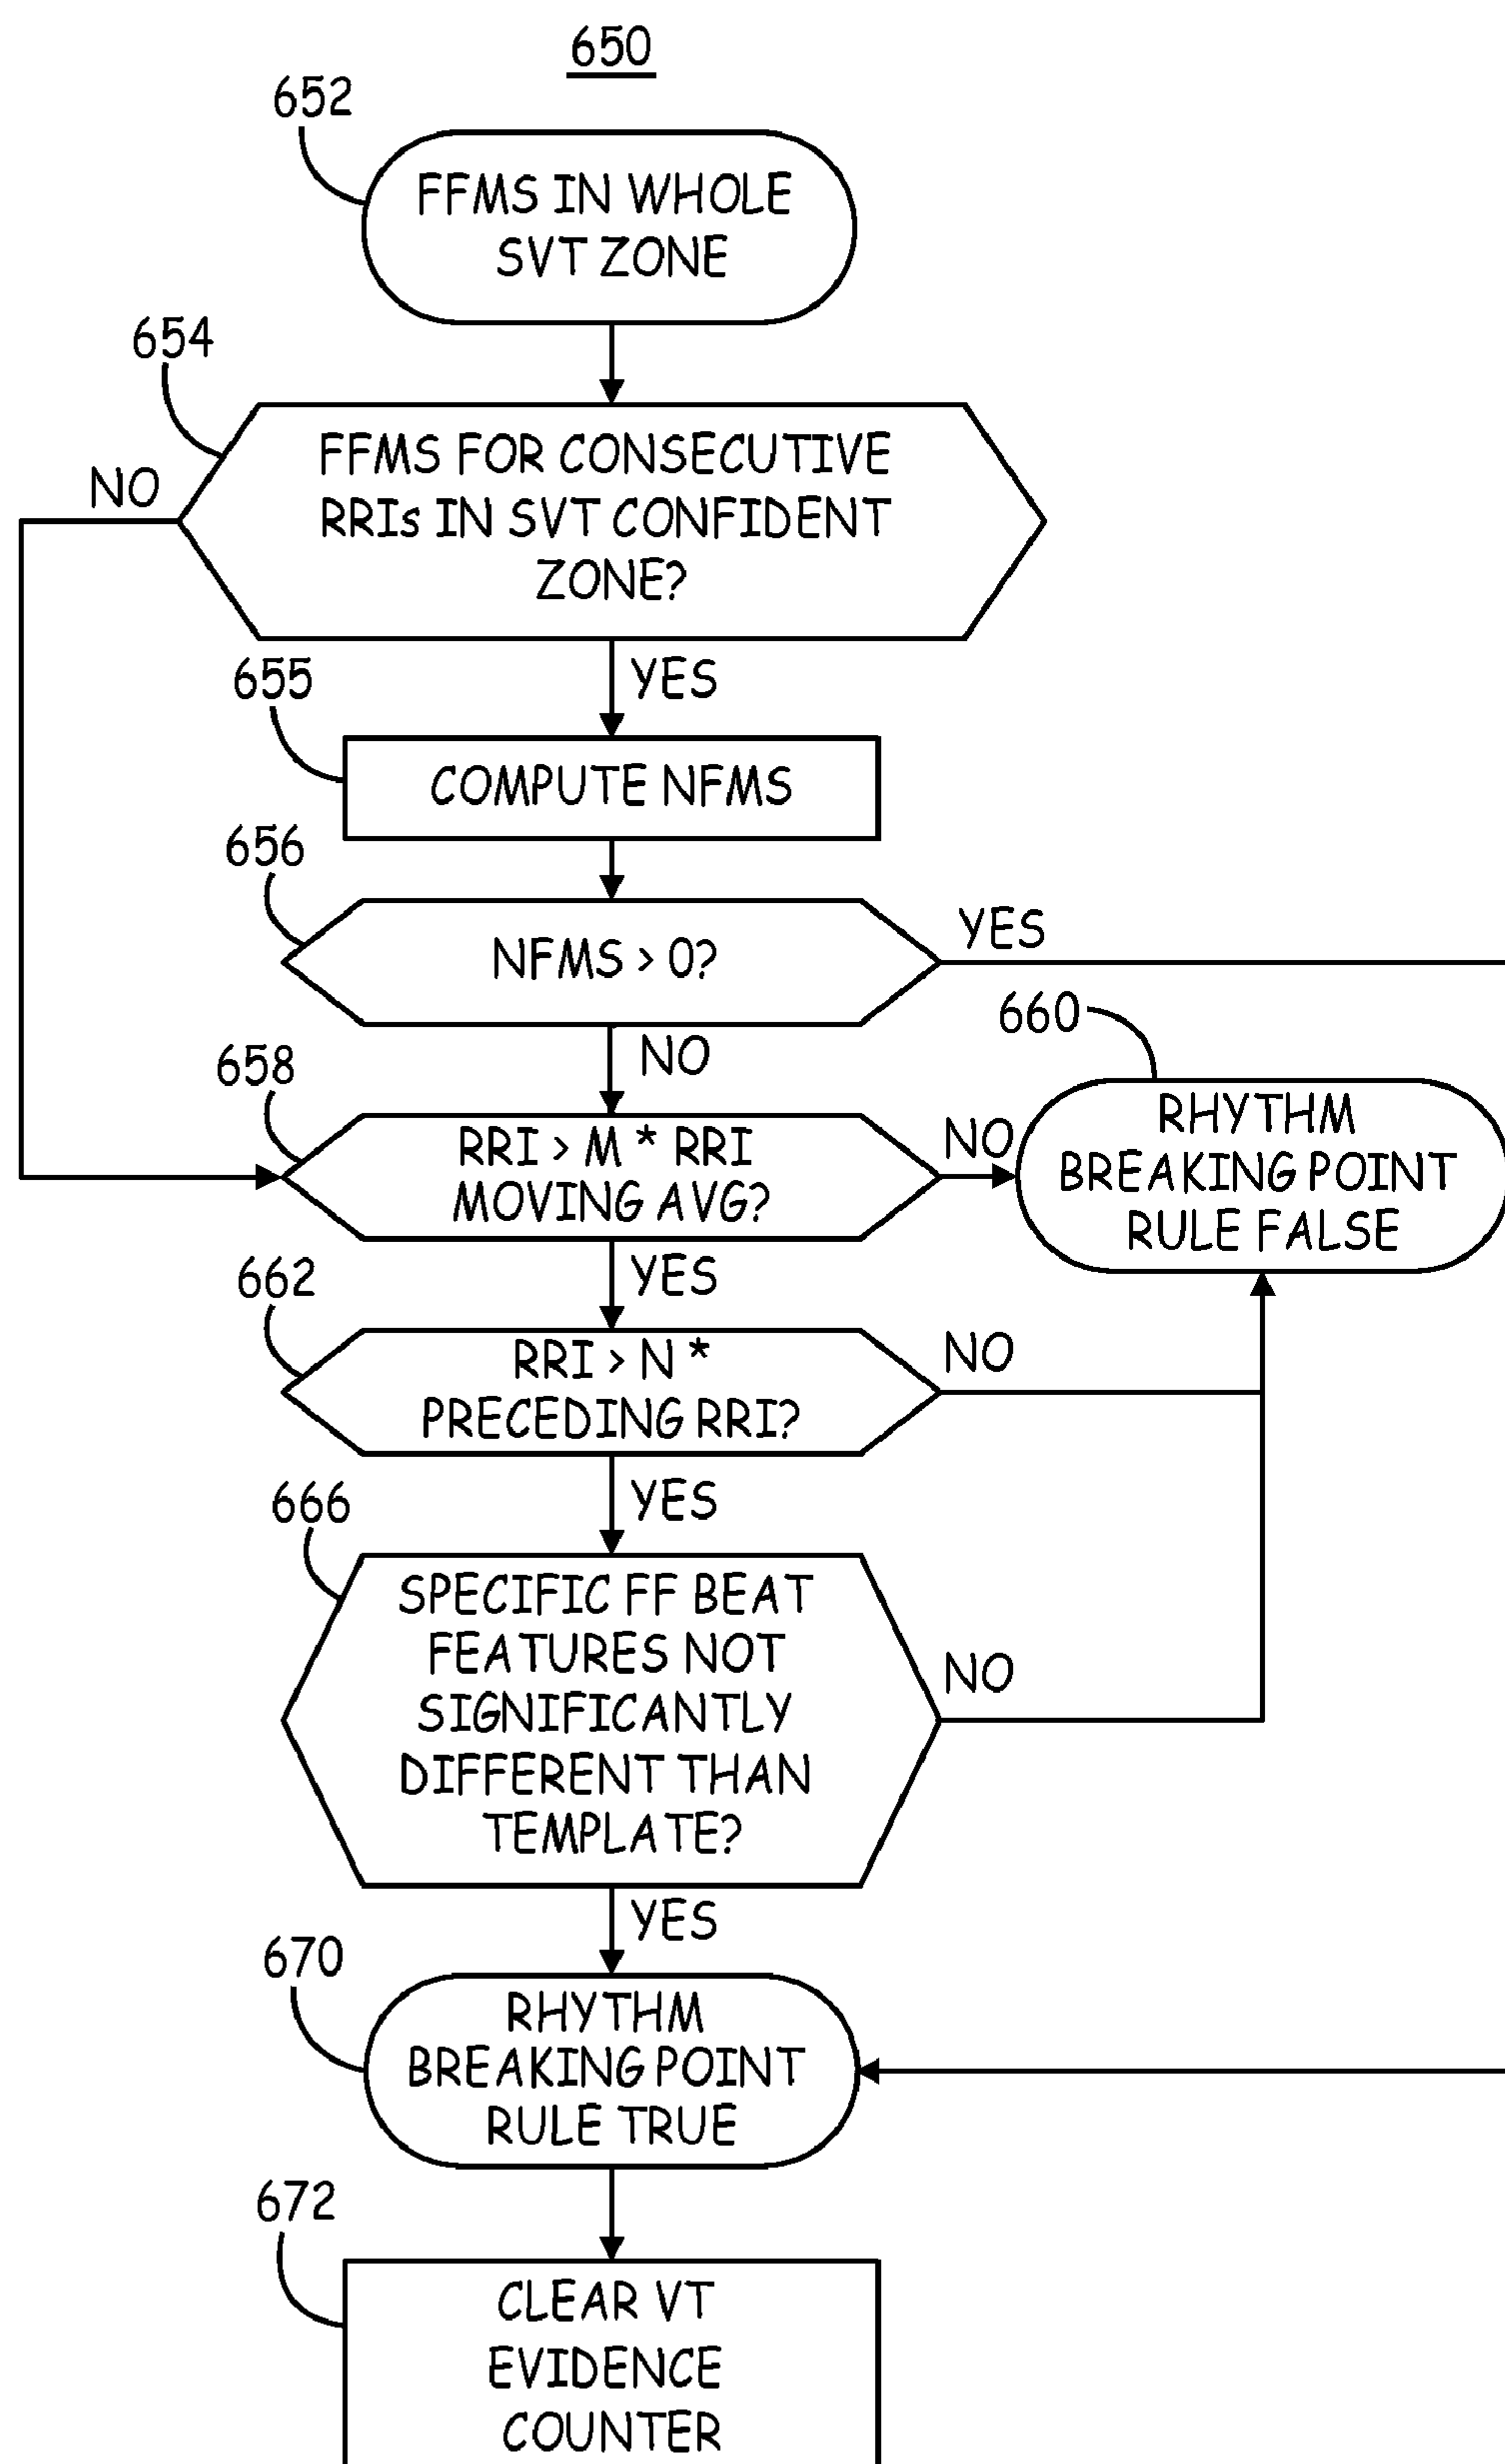 650
652
FFMS IN WHOLE
SVT ZONE
654
FFMS FOR CONSECUTIVE
RRIs IN SVT CONFIDENT
ZONE?
NO
YES
655
COMPUTE NFMS
656
NFMS > 0?
YES
NO
658
RRI > M * RRI
MOVING AVG?
NO
660
RHYTHM
BREAKING POINT
RULE FALSE
YES
662
RRI > N *
PRECEDING RRI?
NO
YES
666
SPECIFIC FF BEAT
FEATURES NOT
SIGNIFICANTLY
DIFFERENT THAN
TEMPLATE?
NO
YES
670
RHYTHM
BREAKING POINT
RULE TRUE
672
CLEAR VT
EVIDENCE
COUNTER